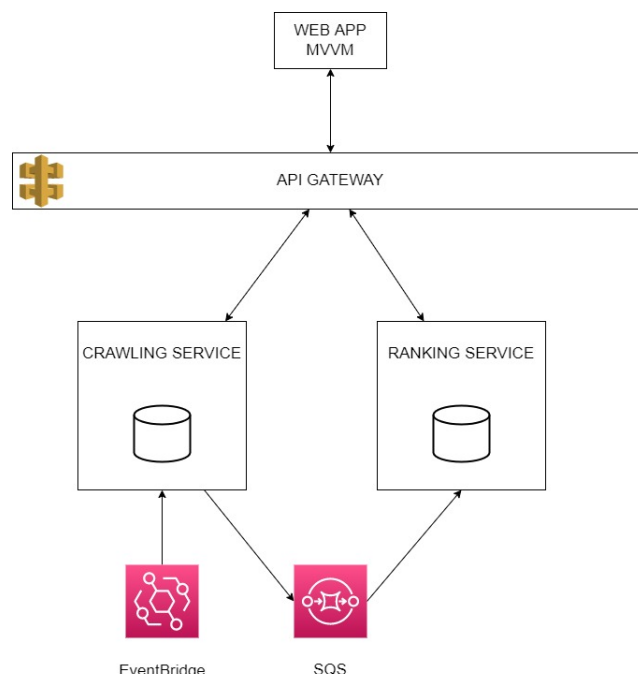 WEB APP
MVVM
API GATEWAY
CRAWLING SERVICE
RANKING SERVICE
EventBridge
SQS